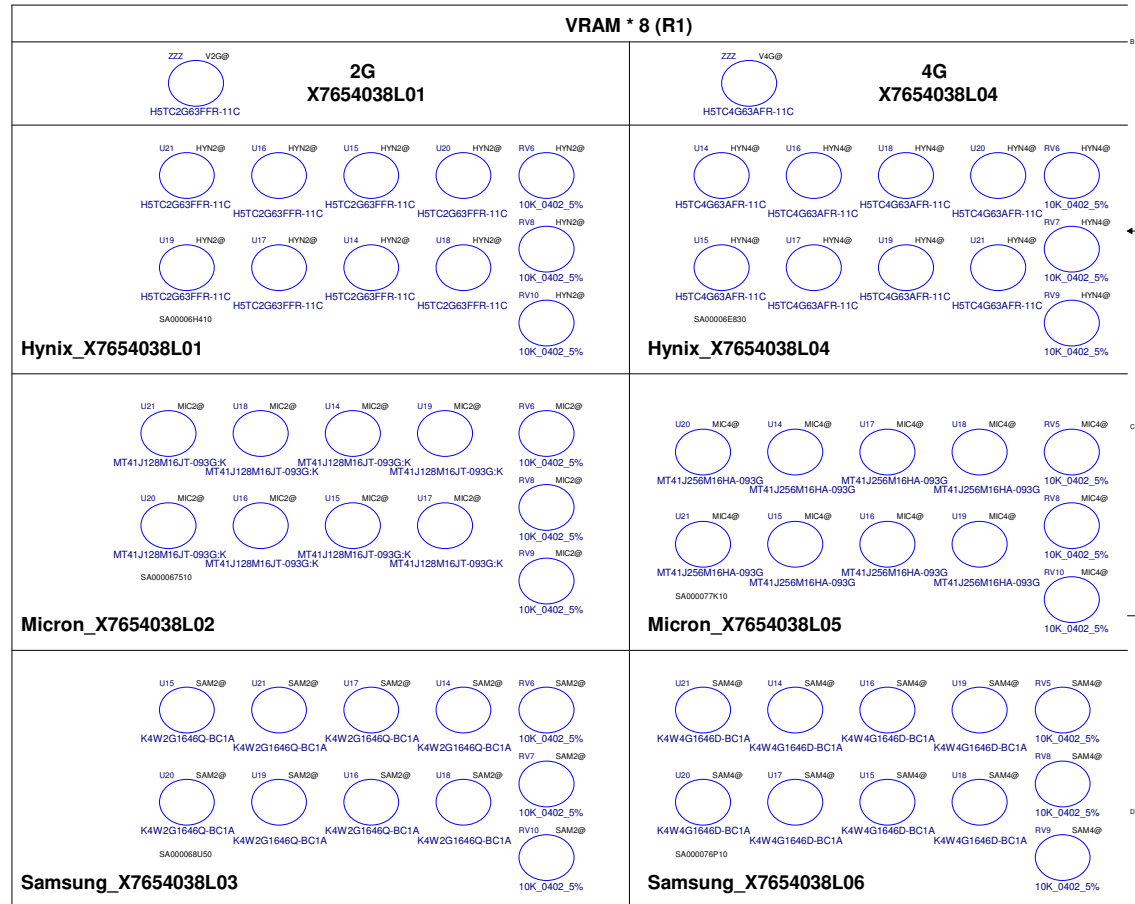 VRAM * 8 (R1)
B
ZZZ V2G@
2G
X7654038L01
H5TC2G63FFR-11C
ZZZ V4G@
4G
X7654038L04
H5TC4G63AFR-11C
U21 HYN2@ U16 HYN2@ U15 HYN2@ U20 HYN2@ RV6 HYN2@
H5TC2G63FFR-11C H5TC2G63FFR-11C H5TC2G63FFR-11C H5TC2G63FFR-11C 10K_0402_5%
RV8 HYN2@
U19 HYN2@ U17 HYN2@ U14 HYN2@ U18 HYN2@
10K_0402_5%
H5TC2G63FFR-11C H5TC2G63FFR-11C H5TC2G63FFR-11C H5TC2G63FFR-11C
RV10 HYN2@
SA00006H410
10K_0402_5%
Hynix_X7654038L01
U14 HYN4@ U16 HYN4@ U18 HYN4@ U20 HYN4@ RV6 HYN4@
H5TC4G63AFR-11C H5TC4G63AFR-11C H5TC4G63AFR-11C H5TC4G63AFR-11C 10K_0402_5%
RV7 HYN4@
U15 HYN4@ U17 HYN4@ U19 HYN4@ U21 HYN4@
10K_0402_5%
H5TC4G63AFR-11C H5TC4G63AFR-11C H5TC4G63AFR-11C H5TC4G63AFR-11C
RV9 HYN4@
SA00006E830
10K_0402_5%
Hynix_X7654038L04
U21 MIC2@ U18 MIC2@ U14 MIC2@ U19 MIC2@ RV6 MIC2@
MT41J128M16JT-093G:K MT41J128M16JT-093G:K MT41J128M16JT-093G:K MT41J128M16JT-093G:K 10K_0402_5%
RV8 MIC2@
U20 MIC2@ U16 MIC2@ U15 MIC2@ U17 MIC2@
10K_0402_5%
MT41J128M16JT-093G:K MT41J128M16JT-093G:K MT41J128M16JT-093G:K MT41J128M16JT-093G:K
RV9 MIC2@
SA000067510
10K_0402_5%
Micron_X7654038L02
C
U20 MIC4@ U14 MIC4@ U17 MIC4@ U18 MIC4@ RV5 MIC4@
MT41J256M16HA-093G MT41J256M16HA-093G MT41J256M16HA-093G MT41J256M16HA-093G 10K_0402_5%
RV8 MIC4@
U21 MIC4@ U15 MIC4@ U16 MIC4@ U19 MIC4@
10K_0402_5%
MT41J256M16HA-093G MT41J256M16HA-093G MT41J256M16HA-093G MT41J256M16HA-093G
RV10 MIC4@
SA000077K10
10K_0402_5%
Micron_X7654038L05
U15 SAM2@ U21 SAM2@ U17 SAM2@ U14 SAM2@ RV6 SAM2@
K4W2G1646Q-BC1A K4W2G1646Q-BC1A K4W2G1646Q-BC1A K4W2G1646Q-BC1A 10K_0402_5%
RV7 SAM2@
U20 SAM2@ U19 SAM2@ U16 SAM2@ U18 SAM2@
10K_0402_5%
K4W2G1646Q-BC1A K4W2G1646Q-BC1A K4W2G1646Q-BC1A K4W2G1646Q-BC1A
RV10 SAM2@
SA000068U50
10K_0402_5%
Samsung_X7654038L03
U21 SAM4@ U14 SAM4@ U16 SAM4@ U19 SAM4@ RV5 SAM4@
K4W4G1646D-BC1A K4W4G1646D-BC1A K4W4G1646D-BC1A K4W4G1646D-BC1A 10K_0402_5%
RV8 SAM4@
U20 SAM4@ U17 SAM4@ U15 SAM4@ U18 SAM4@
10K_0402_5%
D
K4W4G1646D-BC1A K4W4G1646D-BC1A K4W4G1646D-BC1A K4W4G1646D-BC1A
RV9 SAM4@
SA000076P10
10K_0402_5%
Samsung_X7654038L06